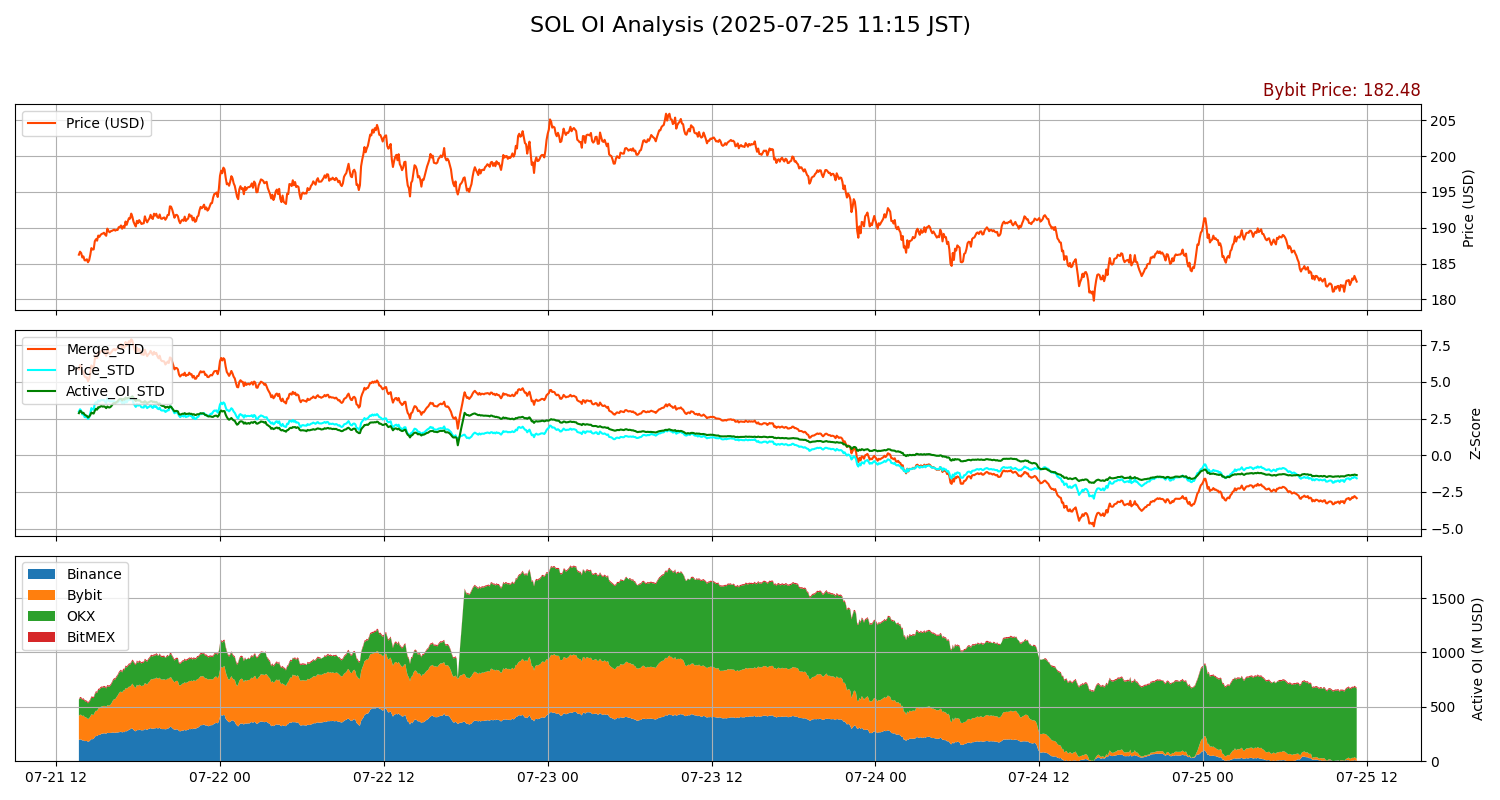 SOL OI Analysis (2025-07-25 11:15 JST)
Bybit Price: 182.48
Price (USD)
205
200
195
190
185
180
Price (USD)
Merge_STD
Price_STD
Active_OI_STD
7.5
5.0
2.5
0.0
−2.5
−5.0
Z-Score
Binance
Bybit
OKX
BitMEX
1500
1000
500
0
Active OI (M USD)
07-21 12
07-22 00
07-22 12
07-23 00
07-23 12
07-24 00
07-24 12
07-25 00
07-25 12